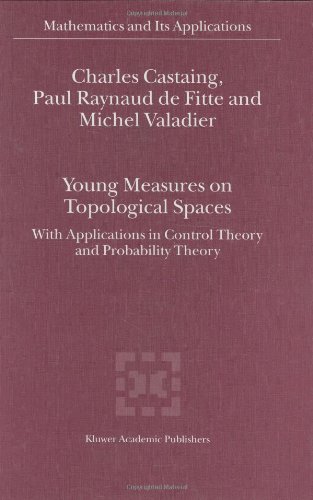 Mathematics and Its Applications
Charles Castaing,
Paul Raynaud de Fitte and
Michel Valadier
Young Measures on
Topological Spaces
With Applications in Control Theory
and Probability Theory
Kluwer Academic Publishers